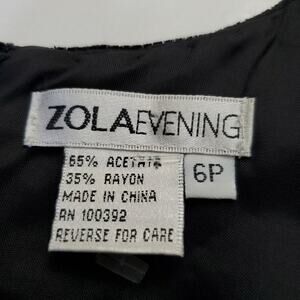 ZOLAEVENING
65% ACETATE
35% RAYON
MADE IN CHINA
RN 100392
REVERSE FOR CARE
6P